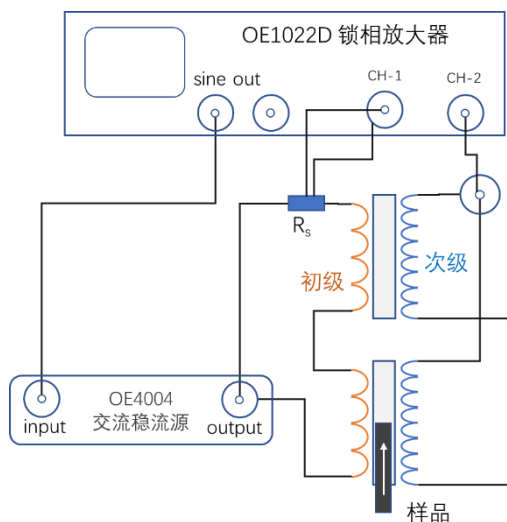 OE1022D 锁相放大器
sine out
CH-1
CH-2
Rs
初级
次级
OE4004
交流稳流源
input
output
样品